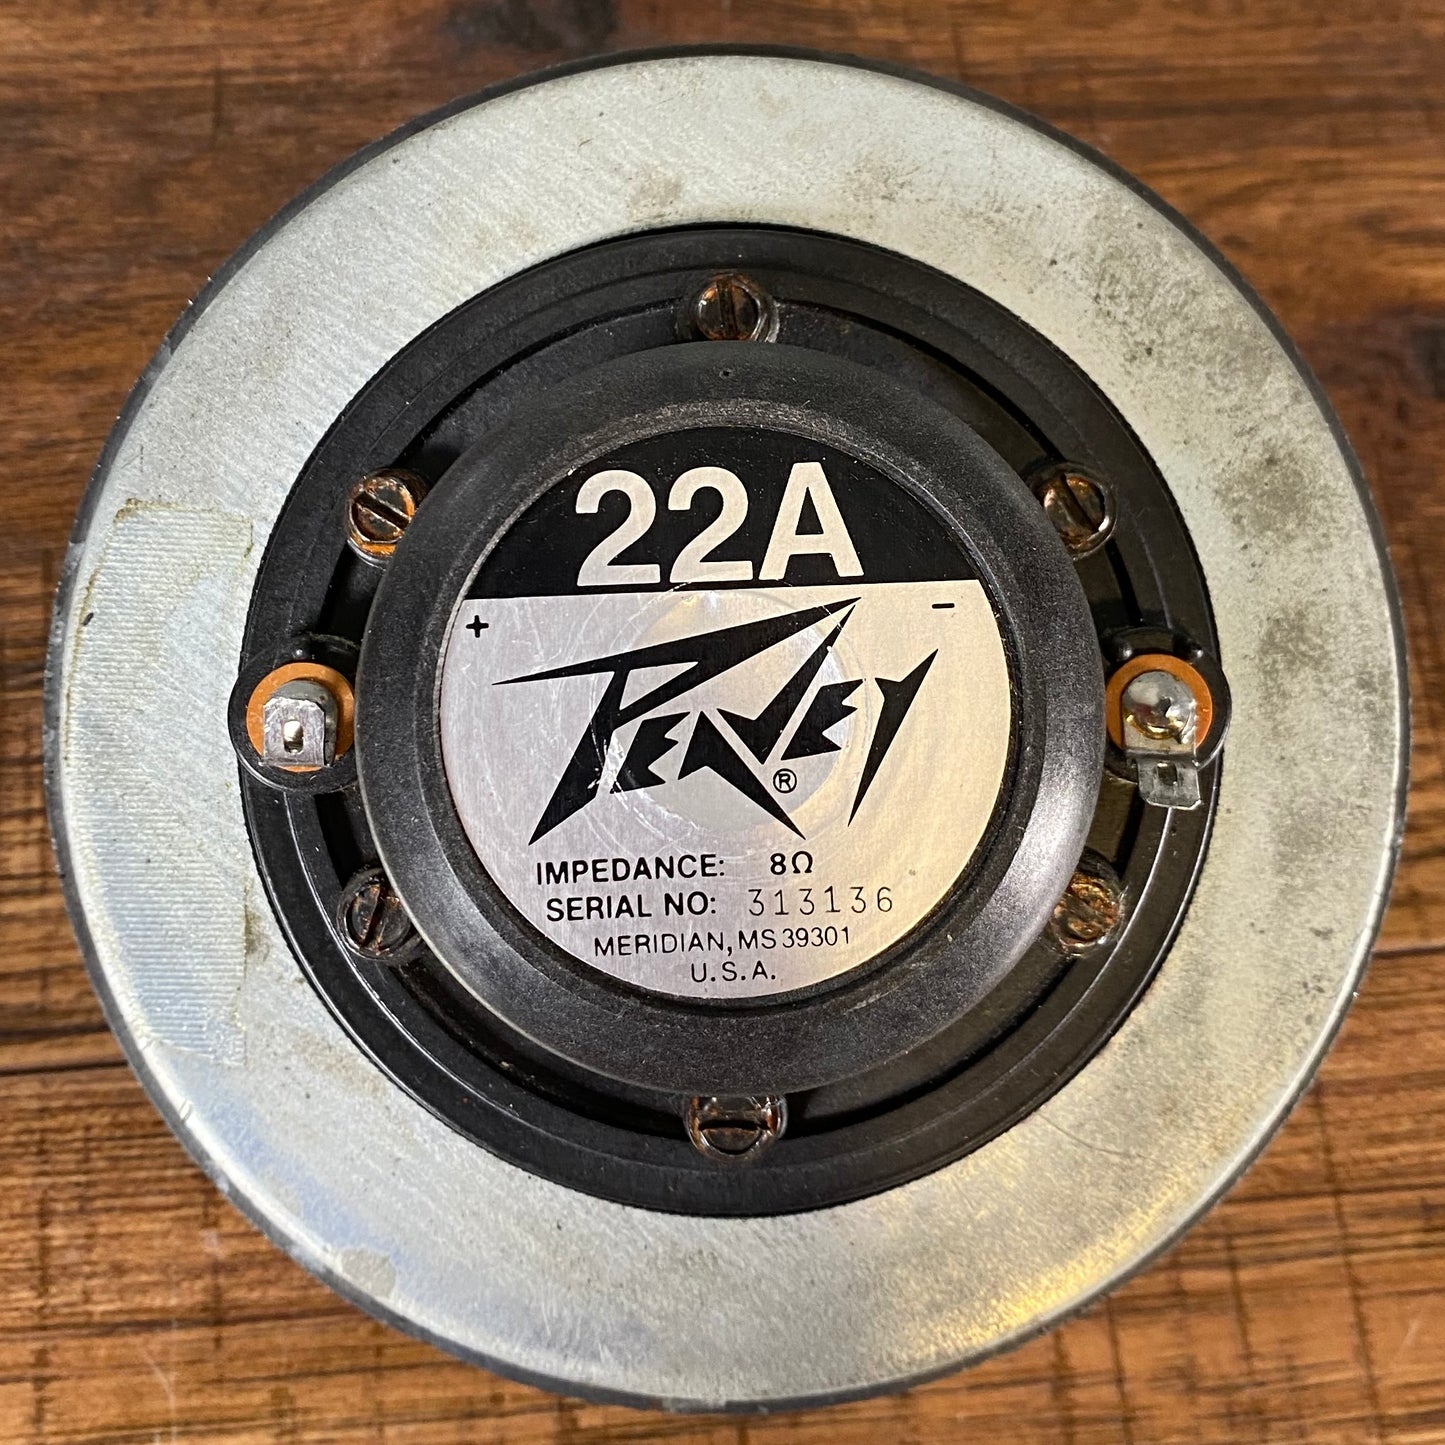 22A
+ −
PEAVEY®
IMPEDANCE: 8Ω
SERIAL NO: 313136
MERIDIAN, MS 39301
U.S.A.